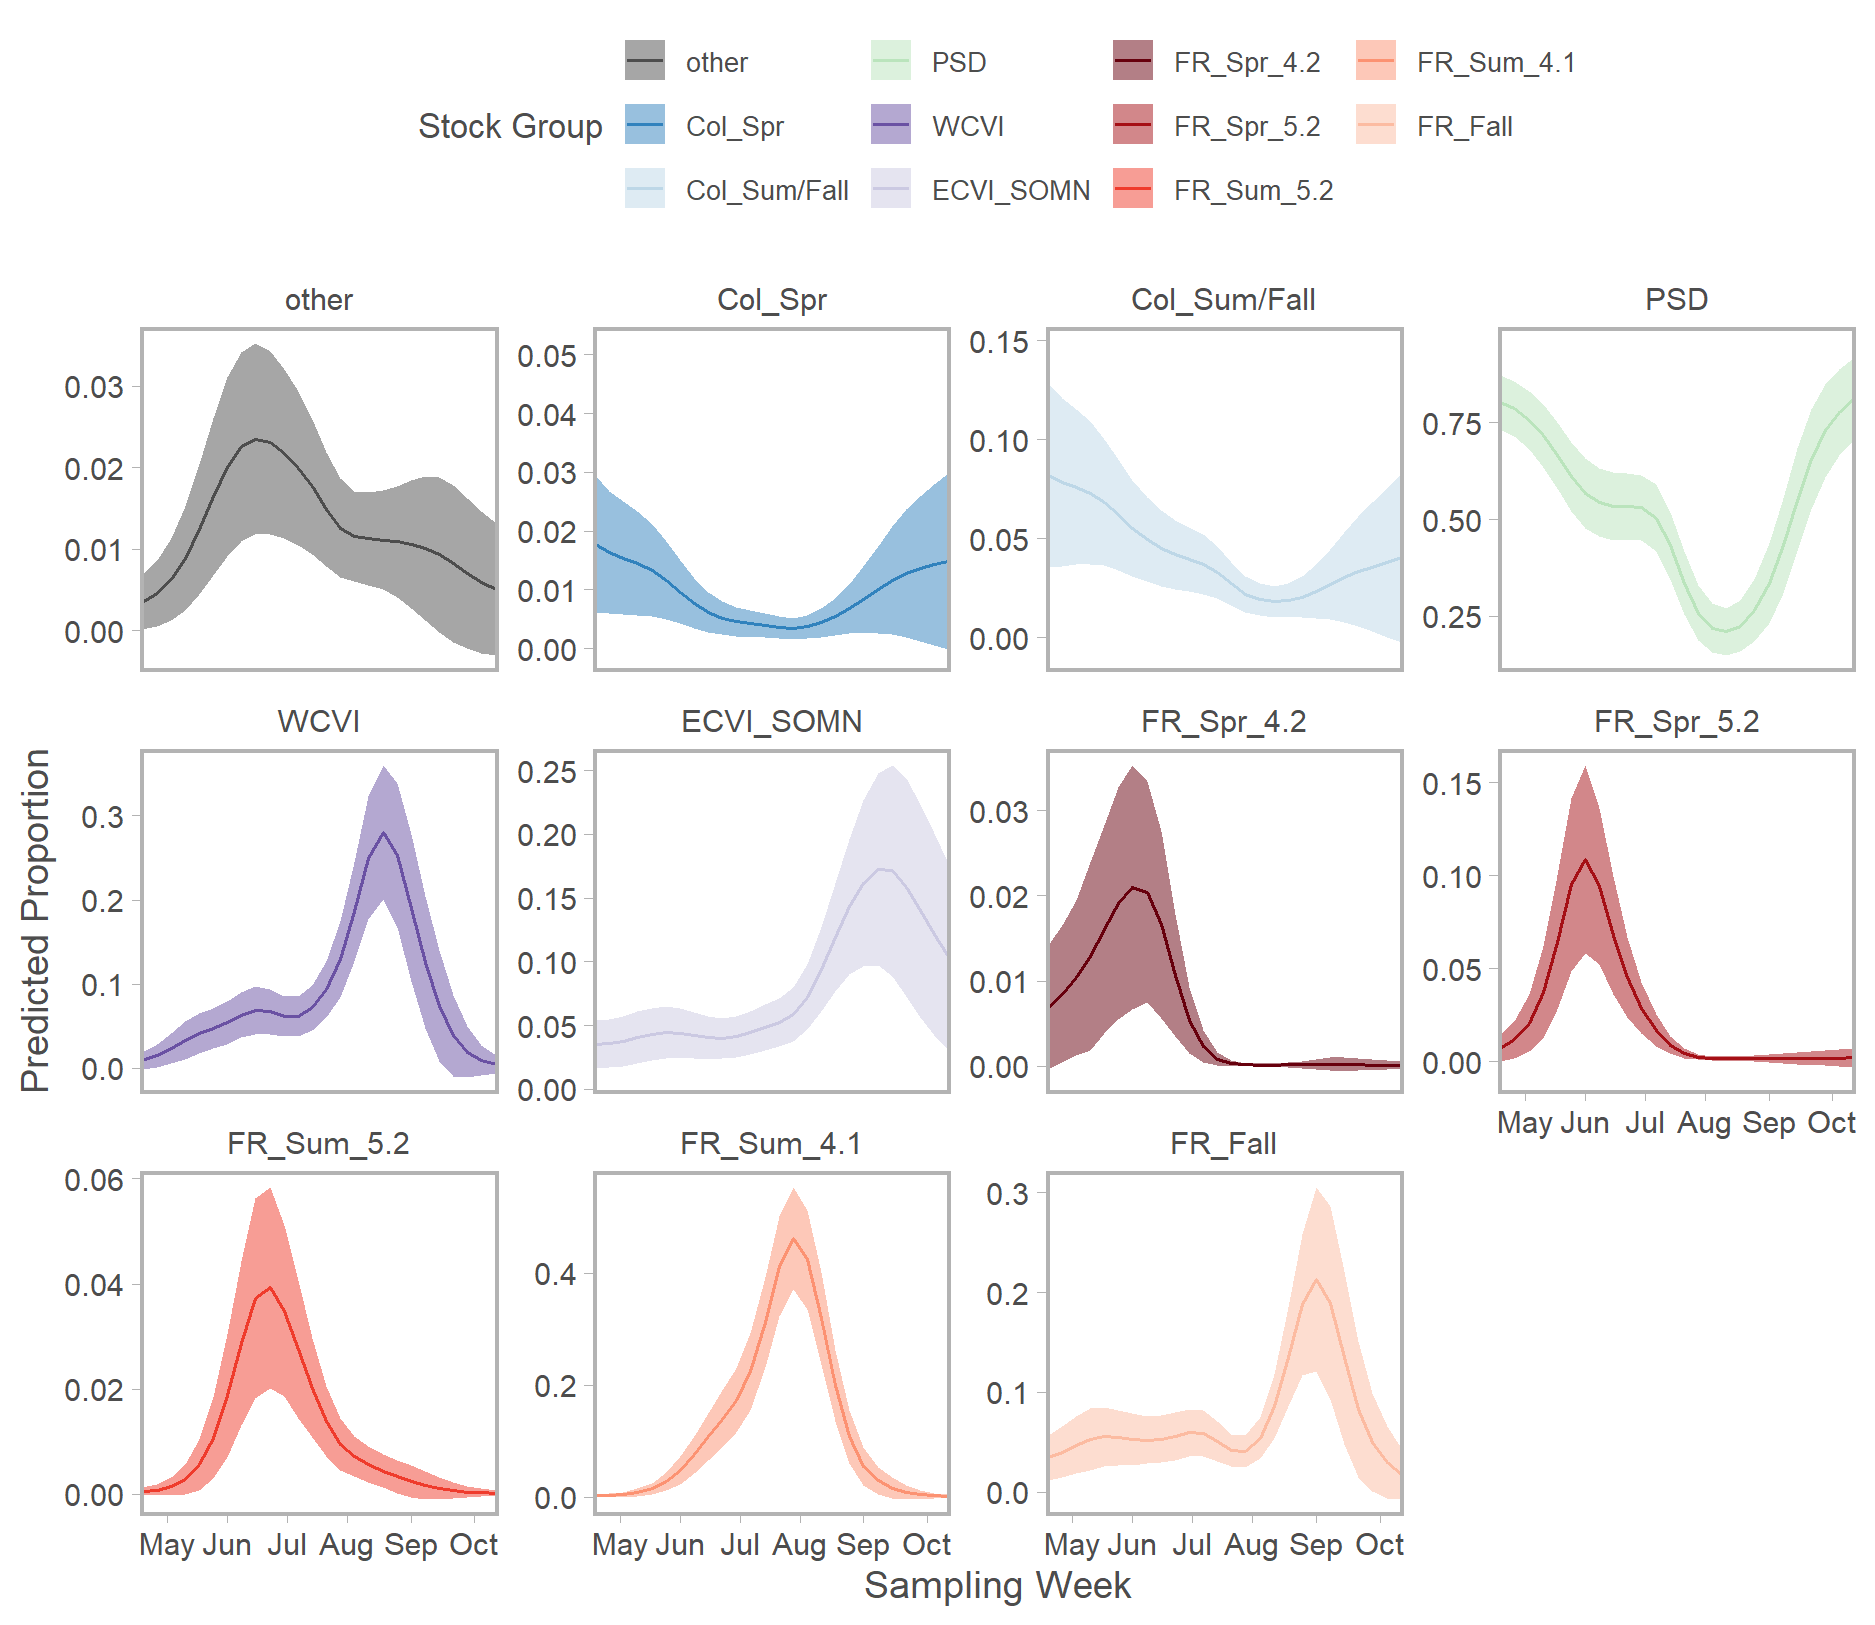 Stock Group
other
PSD
FR_Spr_4.2
FR_Sum_4.1
Col_Spr
WCVI
FR_Spr_5.2
FR_Fall
Col_Sum/Fall
ECVI_SOMN
FR_Sum_5.2
other
Col_Spr
Col_Sum/Fall
PSD
0.03
0.02
0.01
0.00
0.05
0.04
0.03
0.02
0.01
0.00
0.15
0.10
0.05
0.00
0.75
0.50
0.25
Predicted Proportion
WCVI
ECVI_SOMN
FR_Spr_4.2
FR_Spr_5.2
0.3
0.2
0.1
0.0
0.25
0.20
0.15
0.10
0.05
0.00
0.03
0.02
0.01
0.00
0.15
0.10
0.05
0.00
May Jun Jul Aug Sep Oct
FR_Sum_5.2
FR_Sum_4.1
FR_Fall
0.06
0.04
0.02
0.00
0.4
0.2
0.0
0.3
0.2
0.1
0.0
May Jun Jul Aug Sep Oct
May Jun Jul Aug Sep Oct
May Jun Jul Aug Sep Oct
Sampling Week